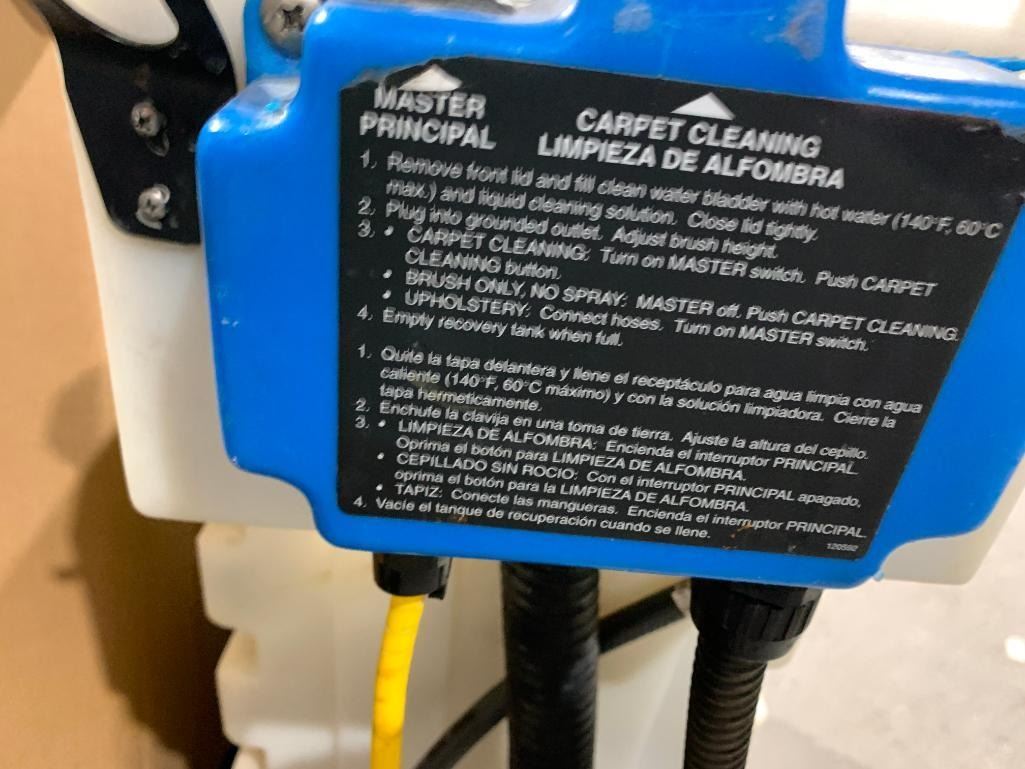 MASTER
PRINCIPAL
CARPET CLEANING
LIMPIEZA DE ALFOMBRA
1. Remove front lid and fill clean water bladder with hot water (140°F, 60°C
max.) and liquid cleaning solution. Close lid tightly.
2. Plug into grounded outlet. Adjust brush height.
3. • CARPET CLEANING: Turn on MASTER switch. Push CARPET
CLEANING button.
• BRUSH ONLY, NO SPRAY: MASTER off. Push CARPET CLEANING.
• UPHOLSTERY: Connect hoses. Turn on MASTER switch.
4. Empty recovery tank when full.
1. Quite la tapa delantera y llene el receptáculo para agua limpia con agua
caliente (140°F, 60°C máximo) y con la solución limpiadora. Cierre la
tapa hermeticamente.
2. Enchufe la clavija en una toma de tierra. Ajuste la altura del cepillo.
3. • LIMPIEZA DE ALFOMBRA: Encienda el interruptor PRINCIPAL.
Oprima el botón para LIMPIEZA DE ALFOMBRA.
• CEPILLADO SIN ROCIO: Con el interruptor PRINCIPAL apagado,
oprima el botón para la LIMPIEZA DE ALFOMBRA.
• TAPIZ: Conecte las mangueras. Encienda el interruptor PRINCIPAL.
4. Vacíe el tanque de recuperación cuando se llene.